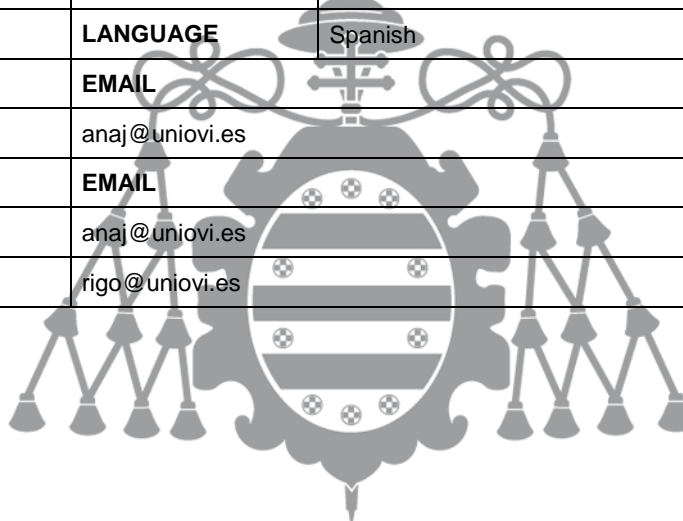 LANGUAGE Spanish
EMAIL
anaj@uniovi.es
EMAIL
anaj@uniovi.es
rigo@uniovi.es